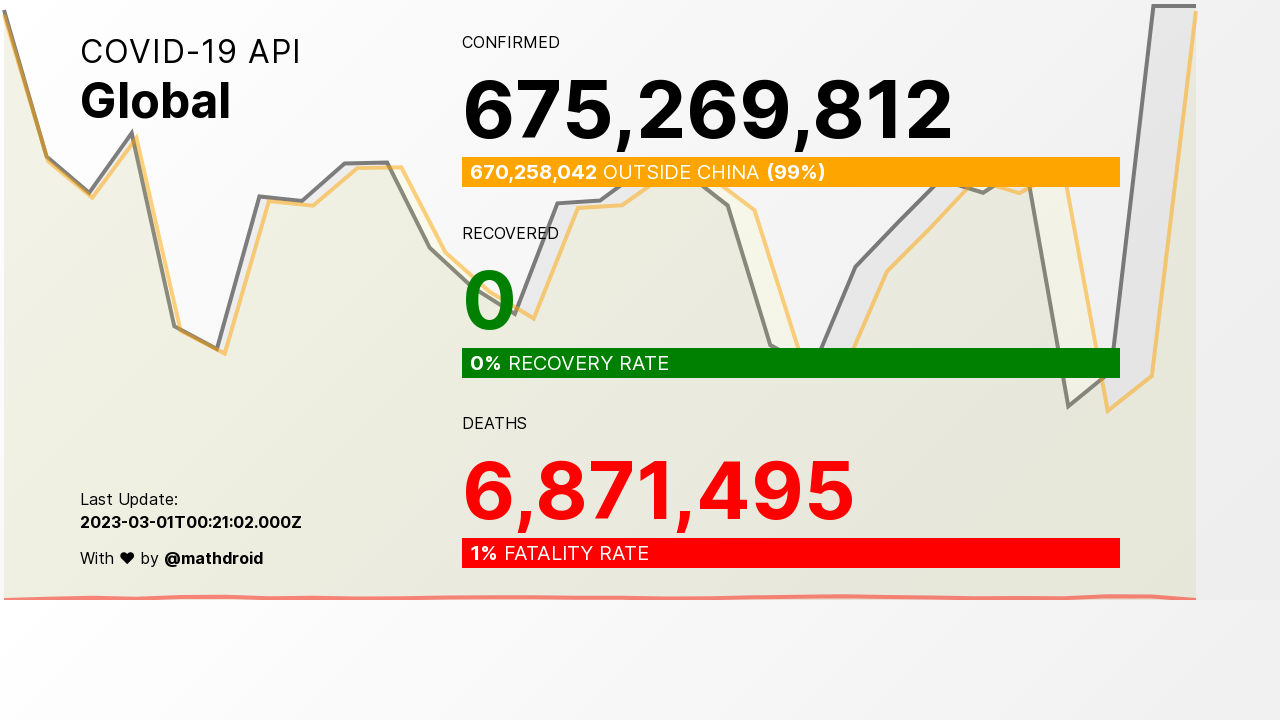 COVID-19 API
Global
CONFIRMED
675,269,812
670,258,042 OUTSIDE CHINA (99%)
RECOVERED
0
0% RECOVERY RATE
DEATHS
6,871,495
1% FATALITY RATE
Last Update:
2023-03-01T00:21:02.000Z
With ♥ by @mathdroid